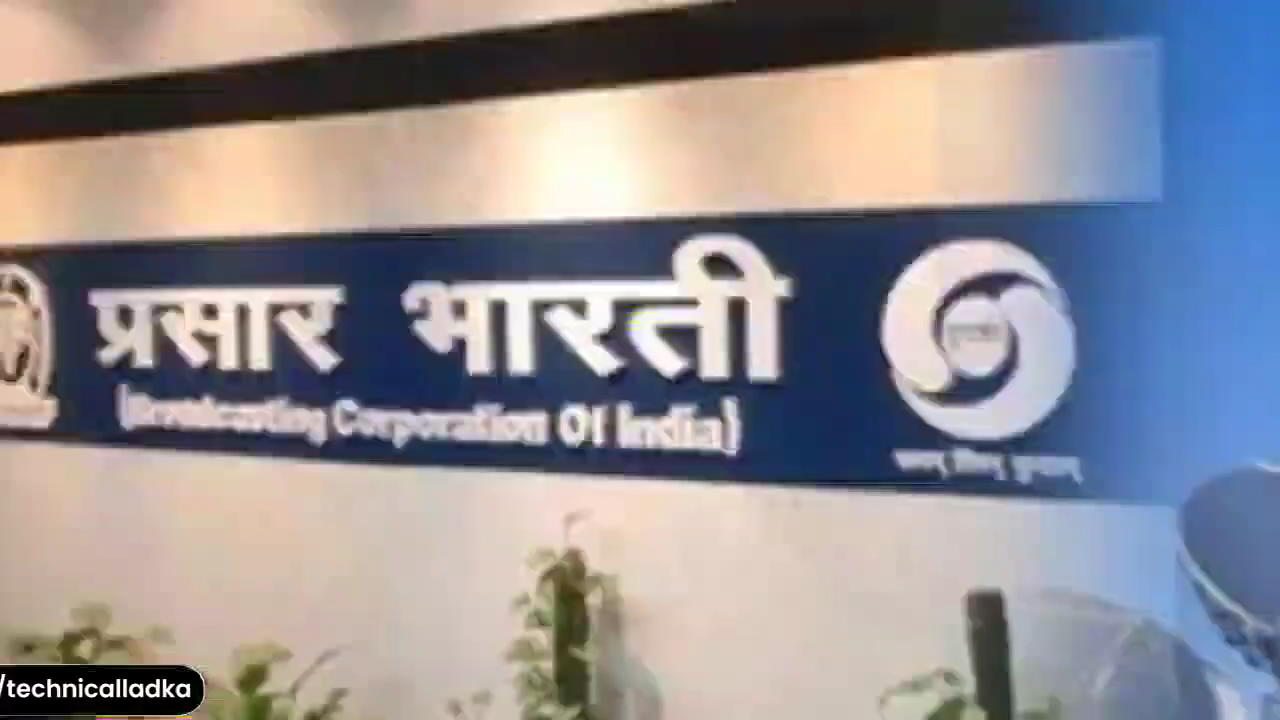 प्रसार भारती
(Broadcasting Corporation Of India)
/technicalladka